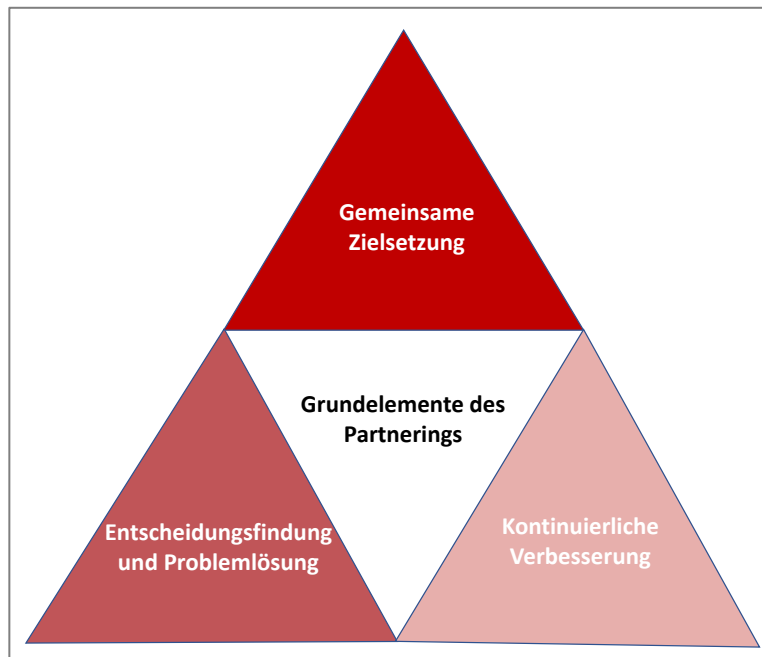 Gemeinsame
Zielsetzung
Grundelemente des
Partnerings
Entscheidungsfindung
und Problemlösung
Kontinuierliche
Verbesserung